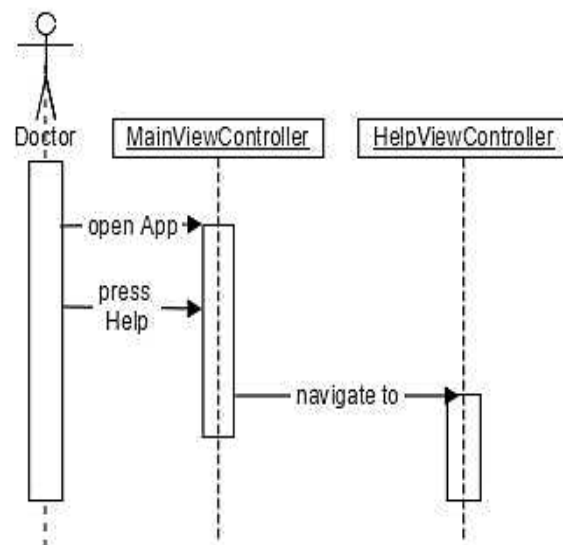 Doctor
MainViewController
HelpViewController
open App
press
Help
navigate to